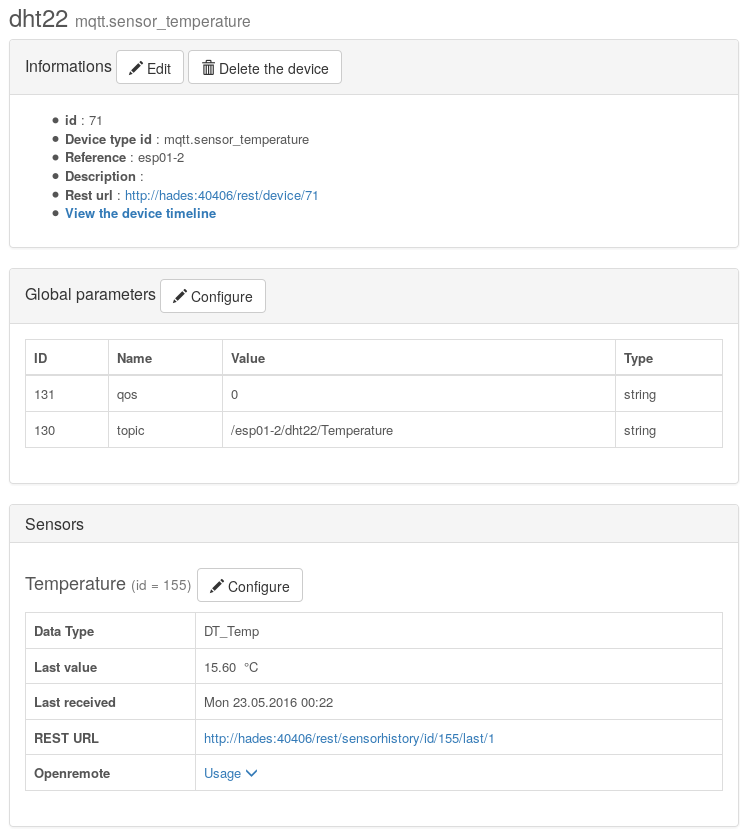 dht22 mqtt.sensor_temperature
Informations Edit Delete the device
• id : 71
• Device type id : mqtt.sensor_temperature
• Reference : esp01-2
• Description :
• Rest url : http://hades:40406/rest/device/71
• View the device timeline
Global parameters Configure
ID Name Value Type
131 qos 0 string
130 topic /esp01-2/dht22/Temperature string
Sensors
Temperature (id = 155) Configure
Data Type DT_Temp
Last value 15.60 °C
Last received Mon 23.05.2016 00:22
REST URL http://hades:40406/rest/sensorhistory/id/155/last/1
Openremote Usage